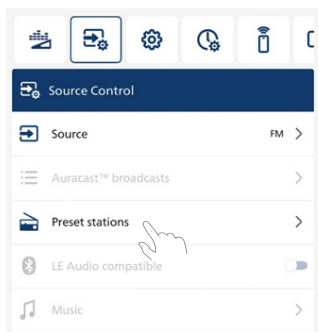 Source Control
Source FM
Auracast™ broadcasts
Preset stations
LE Audio compatible
Music